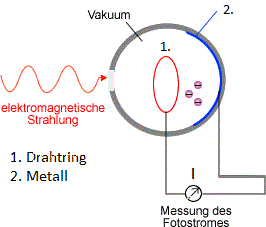 Vakuum
2.
1.
elektromagnetische
Strahlung
1. Drahtring
2. Metall
I
Messung des
Fotostromes